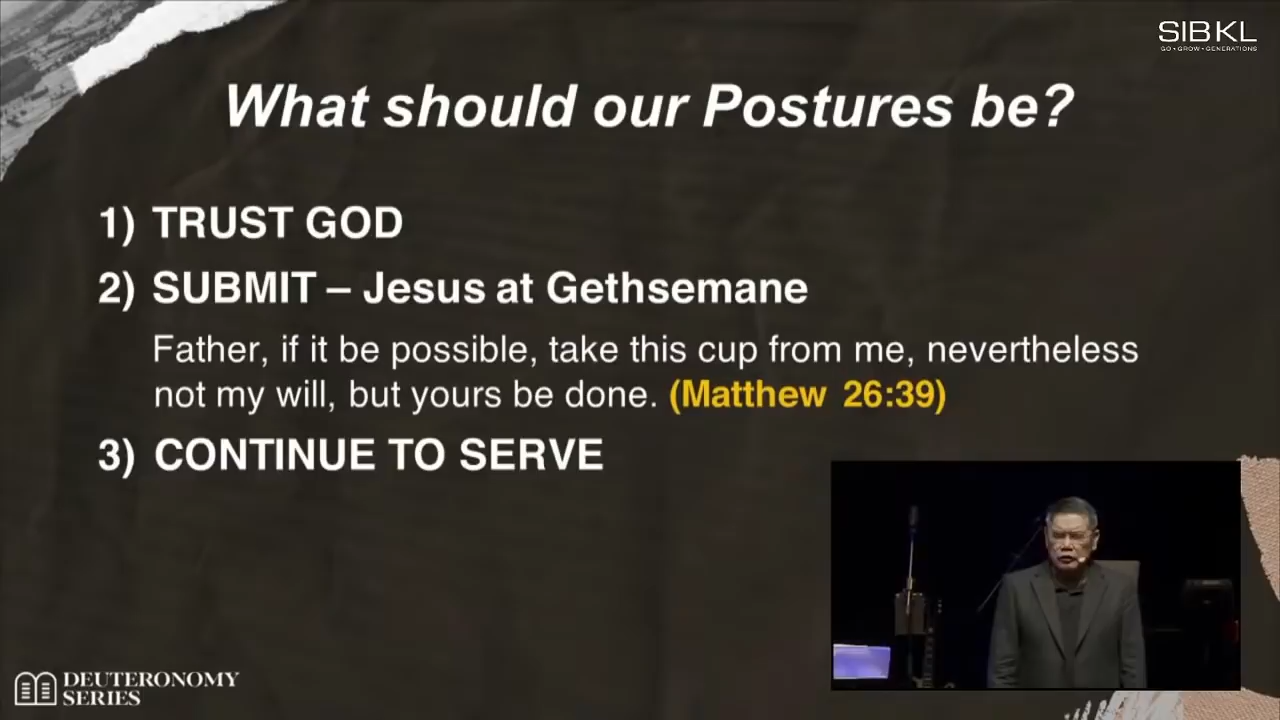 SIBKL
GO • GROW • GENERATIONS
What should our Postures be?
1) TRUST GOD
2) SUBMIT – Jesus at Gethsemane
Father, if it be possible, take this cup from me, nevertheless
not my will, but yours be done. (Matthew 26:39)
3) CONTINUE TO SERVE
DEUTERONOMY
SERIES